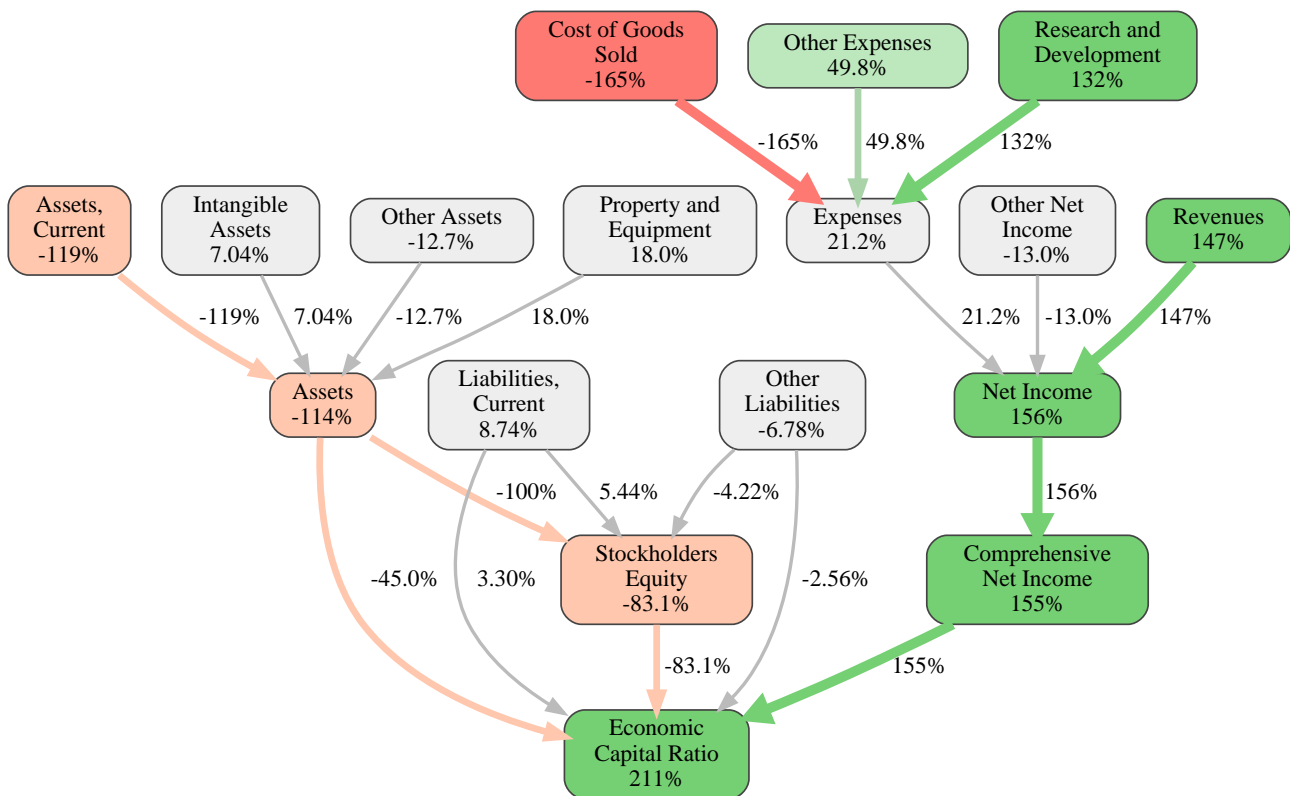 Cost of Goods
Sold
-165%
Other Expenses
49.8%
Research and
Development
132%
-165%
49.8%
132%
Assets,
Current
-119%
Intangible
Assets
7.04%
Other Assets
-12.7%
Property and
Equipment
18.0%
Expenses
21.2%
Other Net
Income
-13.0%
Revenues
147%
-119%
7.04%
-12.7%
18.0%
21.2%
-13.0%
147%
Assets
-114%
Liabilities,
Current
8.74%
Other
Liabilities
-6.78%
Net Income
156%
-100%
5.44%
-4.22%
156%
-45.0%
3.30%
Stockholders
Equity
-83.1%
-2.56%
Comprehensive
Net Income
155%
-83.1%
155%
Economic
Capital Ratio
211%